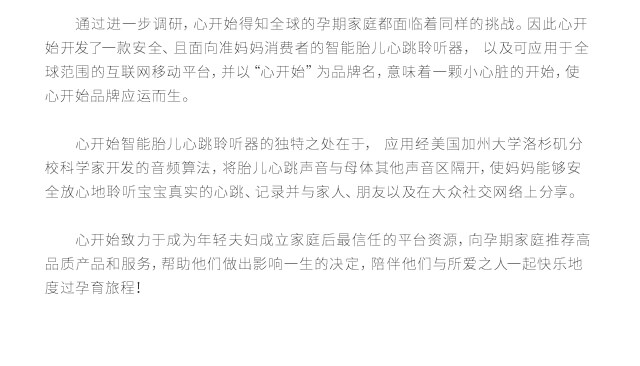 通过进一步调研，心开始得知全球的孕期家庭都面临着同样的挑战。因此心开
始开发了一款安全、且面向准妈妈消费者的智能胎儿心跳聆听器， 以及可应用于全
球范围的互联网移动平台，并以“心开始”为品牌名，意味着一颗小心脏的开始，使
心开始品牌应运而生。
心开始智能胎儿心跳聆听器的独特之处在于， 应用经美国加州大学洛杉矶分
校科学家开发的音频算法，将胎儿心跳声音与母体其他声音区隔开，使妈妈能够安
全放心地聆听宝宝真实的心跳、记录并与家人、朋友以及在大众社交网络上分享。
心开始致力于成为年轻夫妇成立家庭后最信任的平台资源，向孕期家庭推荐高
品质产品和服务，帮助他们做出影响一生的决定，陪伴他们与所爱之人一起快乐地
度过孕育旅程！